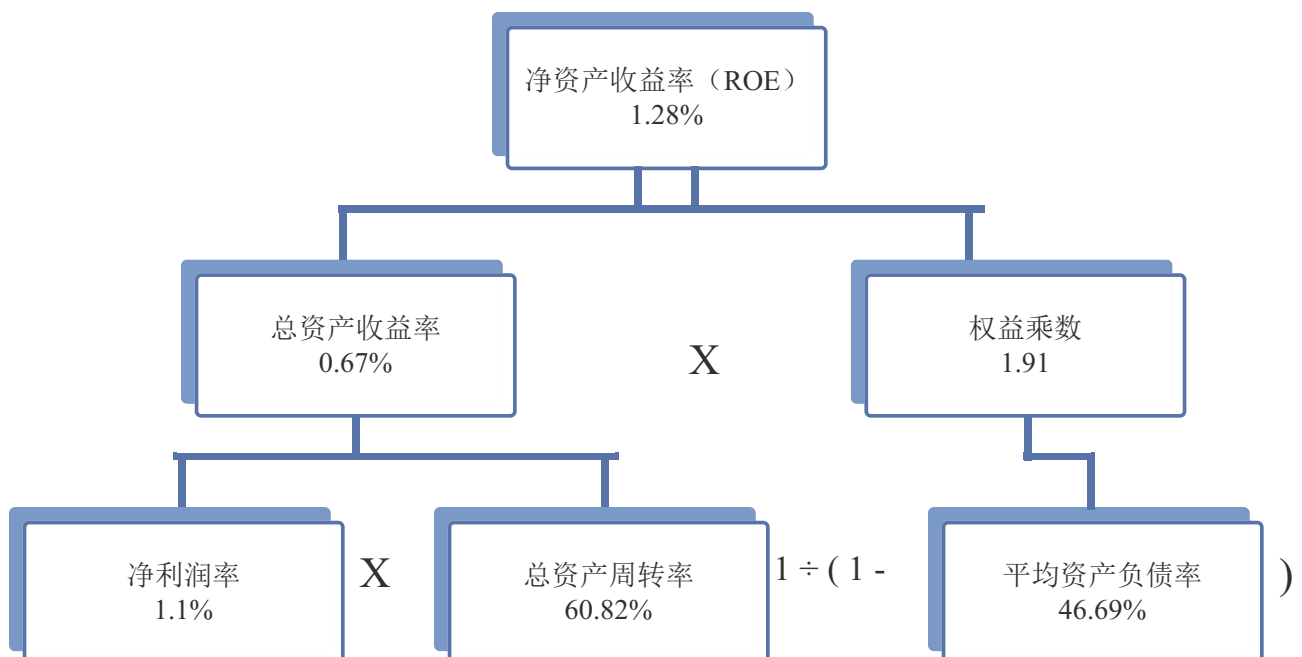 净资产收益率（ROE）
1.28%
总资产收益率
0.67%
X
权益乘数
1.91
净利润率
1.1%
X
总资产周转率
60.82%
1 ÷ ( 1 -
平均资产负债率
46.69%
)